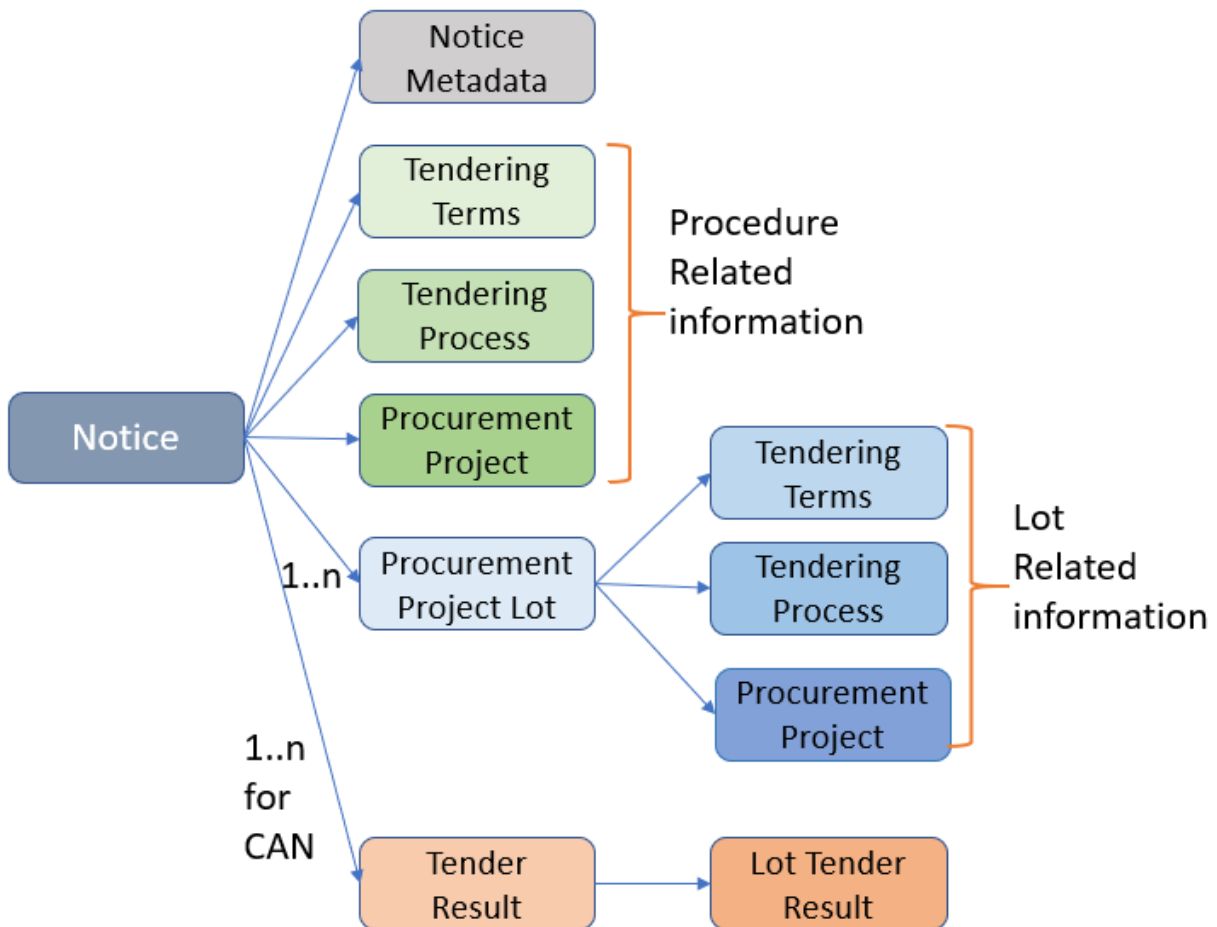 Notice
Metadata
Tendering
Terms
Tendering
Process
Procurement
Project
Procedure
Related
information
Notice
1..n
Procurement
Project Lot
Tendering
Terms
Tendering
Process
Procurement
Project
Lot
Related
information
1..n
for
CAN
Tender
Result
Lot Tender
Result